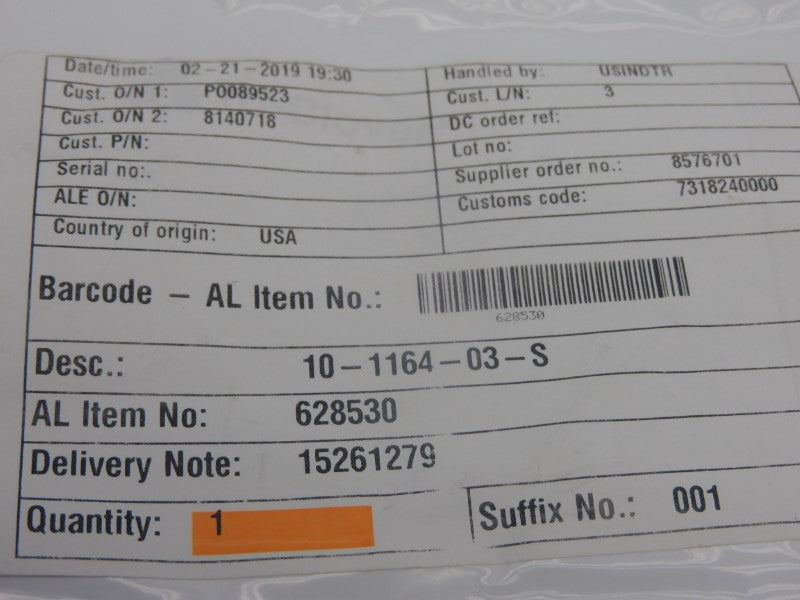 Date/time: 02-21-2019 19:30
Handled by: USINDTR
Cust. O/N 1: P0089523
Cust. L/N: 3
Cust. O/N 2: 8140718
DC order ref:
Cust. P/N:
Lot no:
Serial no:.
Supplier order no.: 8576701
ALE O/N:
Customs code: 7318240000
Country of origin: USA
Barcode - AL Item No.:
628530
Desc.: 10-1164-03-S
AL Item No: 628530
Delivery Note: 15261279
Quantity: 1
Suffix No.: 001